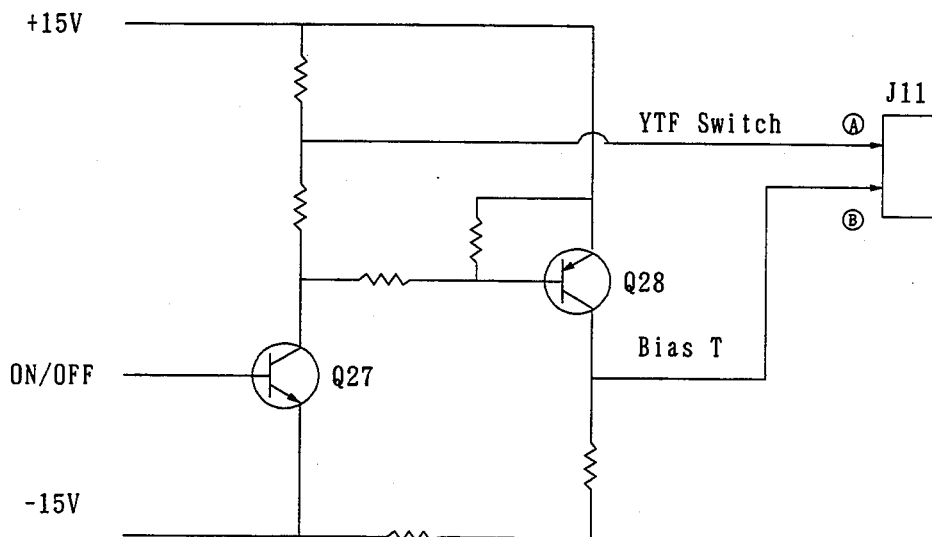 +15V
J11
YTF Switch
A
B
Q28
Bias T
ON/OFF
Q27
-15V